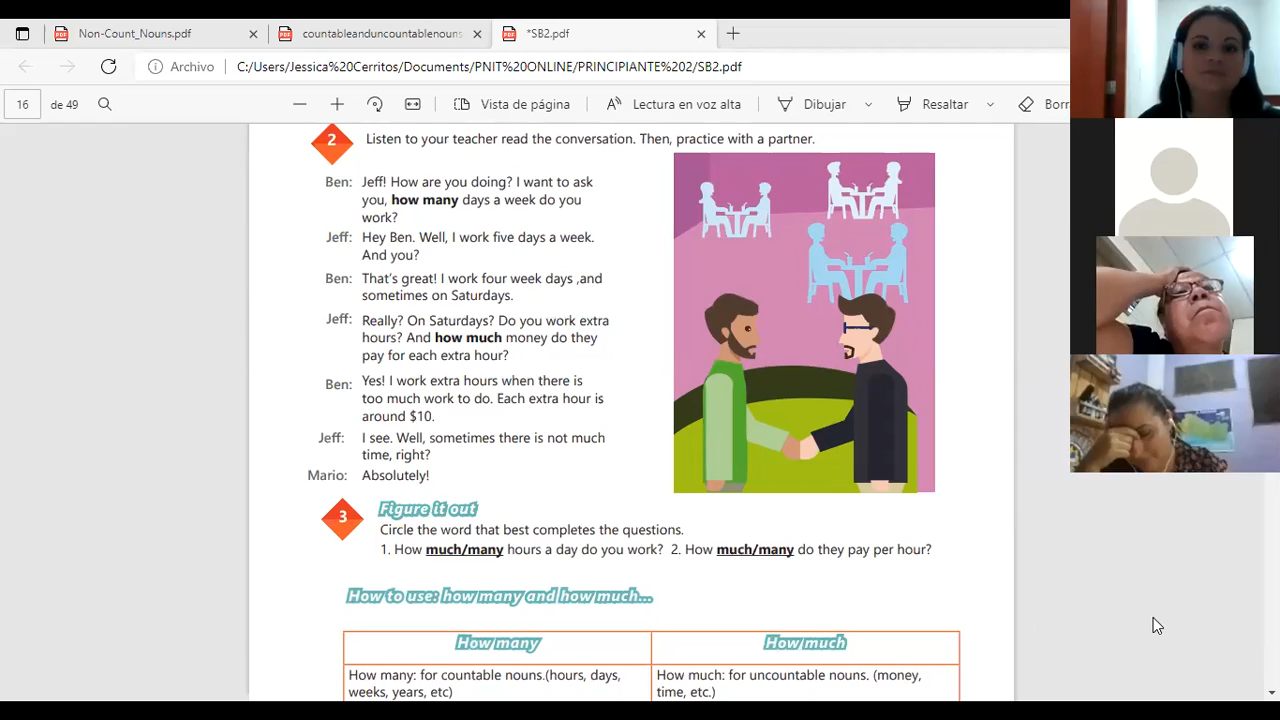 Non-Count_Nouns.pdf
countableanduncountablenouns
*SB2.pdf
Archivo
C:/Users/Jessica%20Cerritos/Documents/PNIT%20ONLINE/PRINCIPIANTE%202/SB2.pdf
16 de 49
Vista de página
Lectura en voz alta
Dibujar
Resaltar
Borr
2 Listen to your teacher read the conversation. Then, practice with a partner.
Ben: Jeff! How are you doing? I want to ask
you, how many days a week do you
work?
Jeff: Hey Ben. Well, I work five days a week.
And you?
Ben: That's great! I work four week days ,and
sometimes on Saturdays.
Jeff: Really? On Saturdays? Do you work extra
hours? And how much money do they
pay for each extra hour?
Ben: Yes! I work extra hours when there is
too much work to do. Each extra hour is
around $10.
Jeff: I see. Well, sometimes there is not much
time, right?
Mario: Absolutely!
3 Figure it out
Circle the word that best completes the questions.
1. How much/many hours a day do you work? 2. How much/many do they pay per hour?
How to use: how many and how much...
How many
How much
How many: for countable nouns.(hours, days,
weeks, years, etc)
How much: for uncountable nouns. (money,
time, etc.)